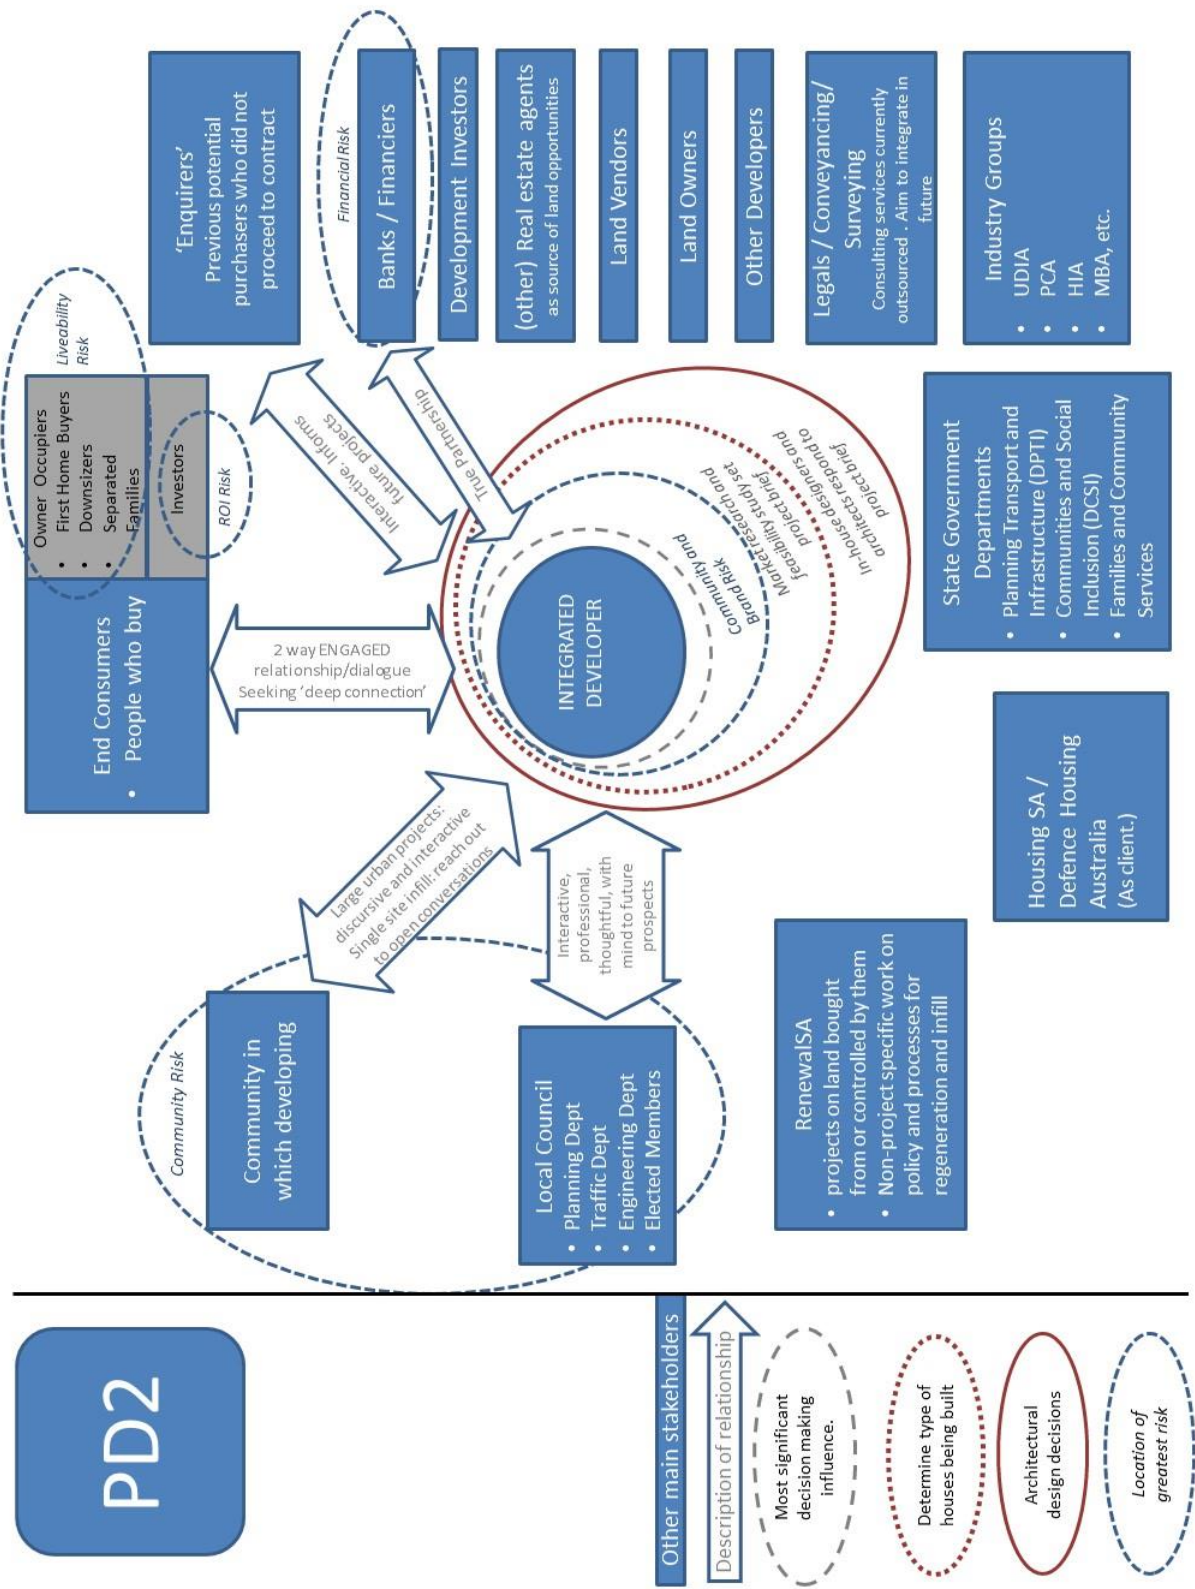 PD2
Other main stakeholders
Description of relationship
Most significant
decision making
influence.
Determine type of
houses being built
Architectural
design decisions
Location of
greatest risk
Community Risk
Community in
which developing
Large urban projects:
discursive and interactive
Single site infill: reach out
to open conversations
Local Council
• Planning Dept
• Traffic Dept
• Engineering Dept
• Elected Members
Interactive,
professional,
thoughtful, with
mind to future
prospects
RenewalSA
• projects on land bought
from or controlled by them
• Non-project specific work on
policy and processes for
regeneration and infill
Housing SA /
Defence Housing
Australia
(As client.)
End Consumers
• People who buy
Owner Occupiers
• First Home Buyers
• Downsizers
• Separated
Families
Investors
Liveability
Risk
ROI Risk
2 way ENGAGED
relationship/dialogue
Seeking ‘deep connection’
INTEGRATED
DEVELOPER
Community and
Brand Risk
Market research and
feasibility study set
project brief
In-house designers and
architects respond to
project brief
State Government
Departments
• Planning Transport and
Infrastructure (DPTI)
• Communities and Social
Inclusion (DCSI)
• Families and Community
Services
Interactive. Informs
future projects
True Partnership
‘Enquirers’
Previous potential
purchasers who did not
proceed to contract
Financial Risk
Banks / Financiers
Development Investors
(other) Real estate agents
as source of land opportunities
Land Vendors
Land Owners
Other Developers
Legals / Conveyancing/
Surveying
Consulting services currently
outsourced . Aim to integrate in
future
Industry Groups
• UDIA
• PCA
• HIA
• MBA, etc.